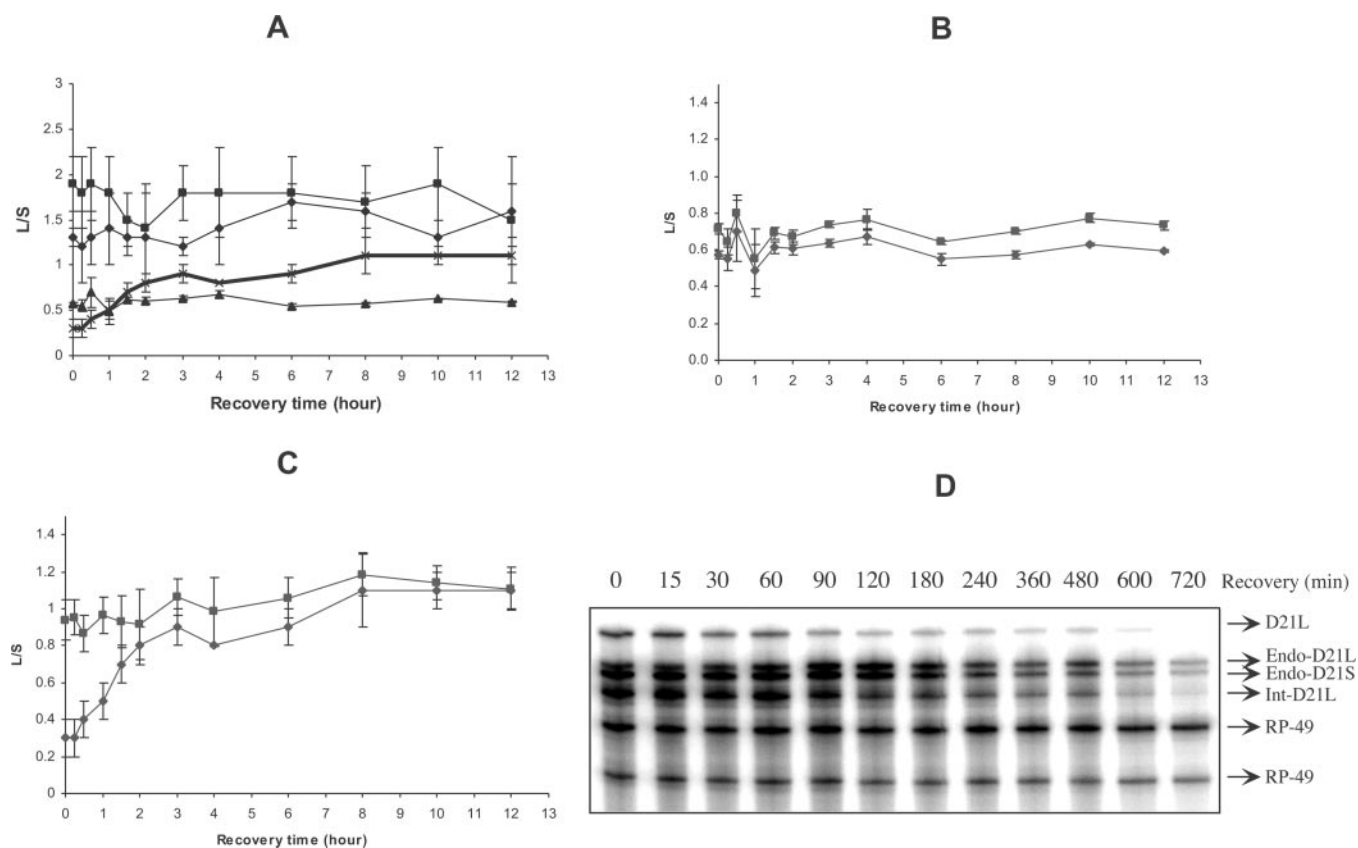 A
3
2.5
2
1.5
1
0.5
0
L/S
0 1 2 3 4 5 6 7 8 9 10 11 12 13
Recovery time (hour)
B
1.4
1.2
1.0
0.8
0.6
0.4
0.2
0.0
L/S
0 1 2 3 4 5 6 7 8 9 10 11 12 13
Recovery time (hour)
C
1.4
1.2
1
0.8
0.6
0.4
0.2
0
L/S
0 1 2 3 4 5 6 7 8 9 10 11 12 13
Recovery time (hour)
D
0 15 30 60 90 120 180 240 360 480 600 720 Recovery (min)
D21L
Endo-D21L
Endo-D21S
Int-D21L
RP-49
RP-49